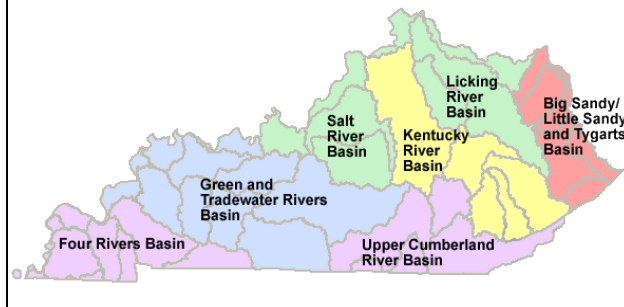 Licking
River
Basin
Big Sandy/
Little Sandy
and Tygarts
Basin
Salt
River
Basin
Kentucky
River
Basin
Green and
Tradewater Rivers
Basin
Four Rivers Basin
Upper Cumberland
River Basin